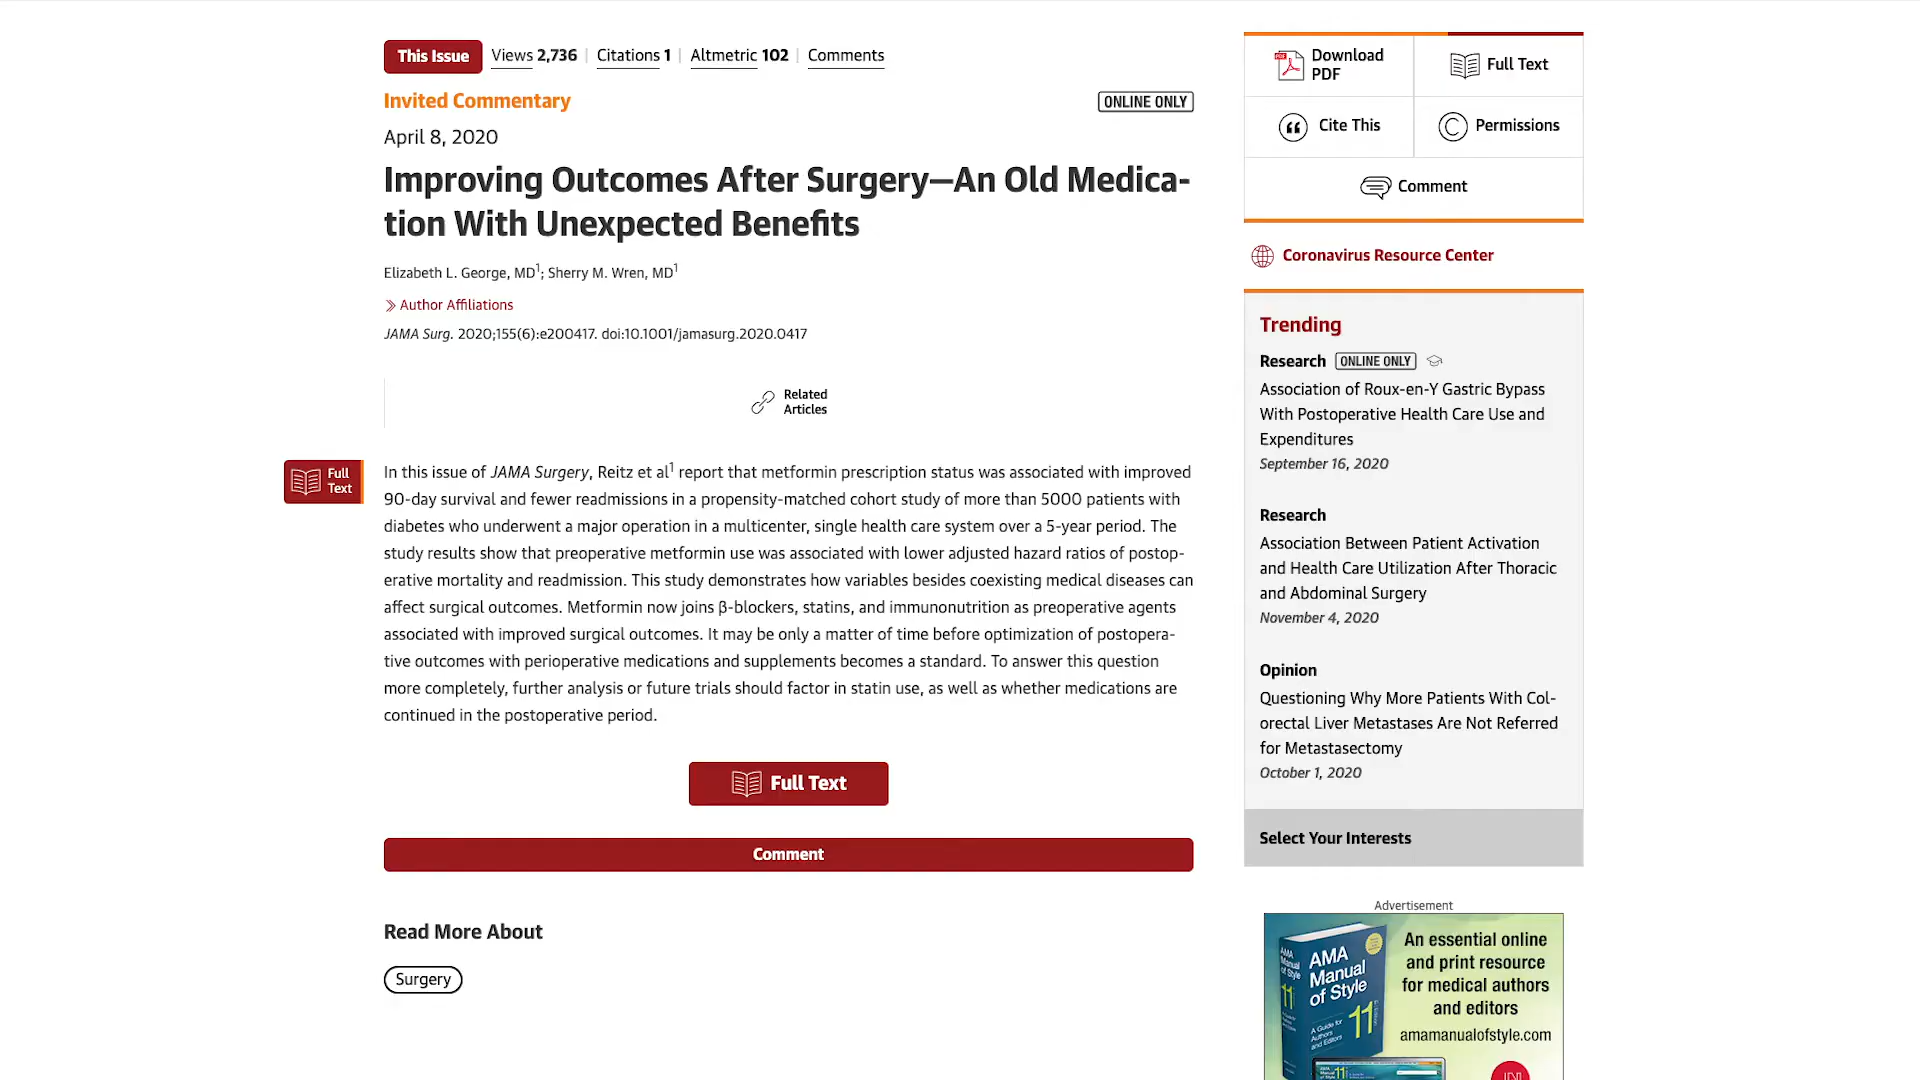 This Issue Views 2,736 | Citations 1 | Altmetric 102 | Comments
Invited Commentary
ONLINE ONLY
April 8, 2020
Improving Outcomes After Surgery—An Old Medica-
tion With Unexpected Benefits
Elizabeth L. George, MD1; Sherry M. Wren, MD1
Author Affiliations
JAMA Surg. 2020;155(6):e200417. doi:10.1001/jamasurg.2020.0417
Related
Articles
Full
Text
In this issue of JAMA Surgery, Reitz et al1 report that metformin prescription status was associated with improved
90-day survival and fewer readmissions in a propensity-matched cohort study of more than 5000 patients with
diabetes who underwent a major operation in a multicenter, single health care system over a 5-year period. The
study results show that preoperative metformin use was associated with lower adjusted hazard ratios of postop-
erative mortality and readmission. This study demonstrates how variables besides coexisting medical diseases can
affect surgical outcomes. Metformin now joins β-blockers, statins, and immunonutrition as preoperative agents
associated with improved surgical outcomes. It may be only a matter of time before optimization of postopera-
tive outcomes with perioperative medications and supplements becomes a standard. To answer this question
more completely, further analysis or future trials should factor in statin use, as well as whether medications are
continued in the postoperative period.
Full Text
Comment
Read More About
Surgery
Download
PDF
Full Text
Cite This
Permissions
Comment
Coronavirus Resource Center
Trending
Research ONLINE ONLY
Association of Roux-en-Y Gastric Bypass
With Postoperative Health Care Use and
Expenditures
September 16, 2020
Research
Association Between Patient Activation
and Health Care Utilization After Thoracic
and Abdominal Surgery
November 4, 2020
Opinion
Questioning Why More Patients With Col-
orectal Liver Metastases Are Not Referred
for Metastasectomy
October 1, 2020
Select Your Interests
Advertisement
An essential online
and print resource
for medical authors
and editors
amamanualofstyle.com
AMA
Manual
of Style
11
A Guide for
Authors
and Editors
AMA
Manual
of Style
11